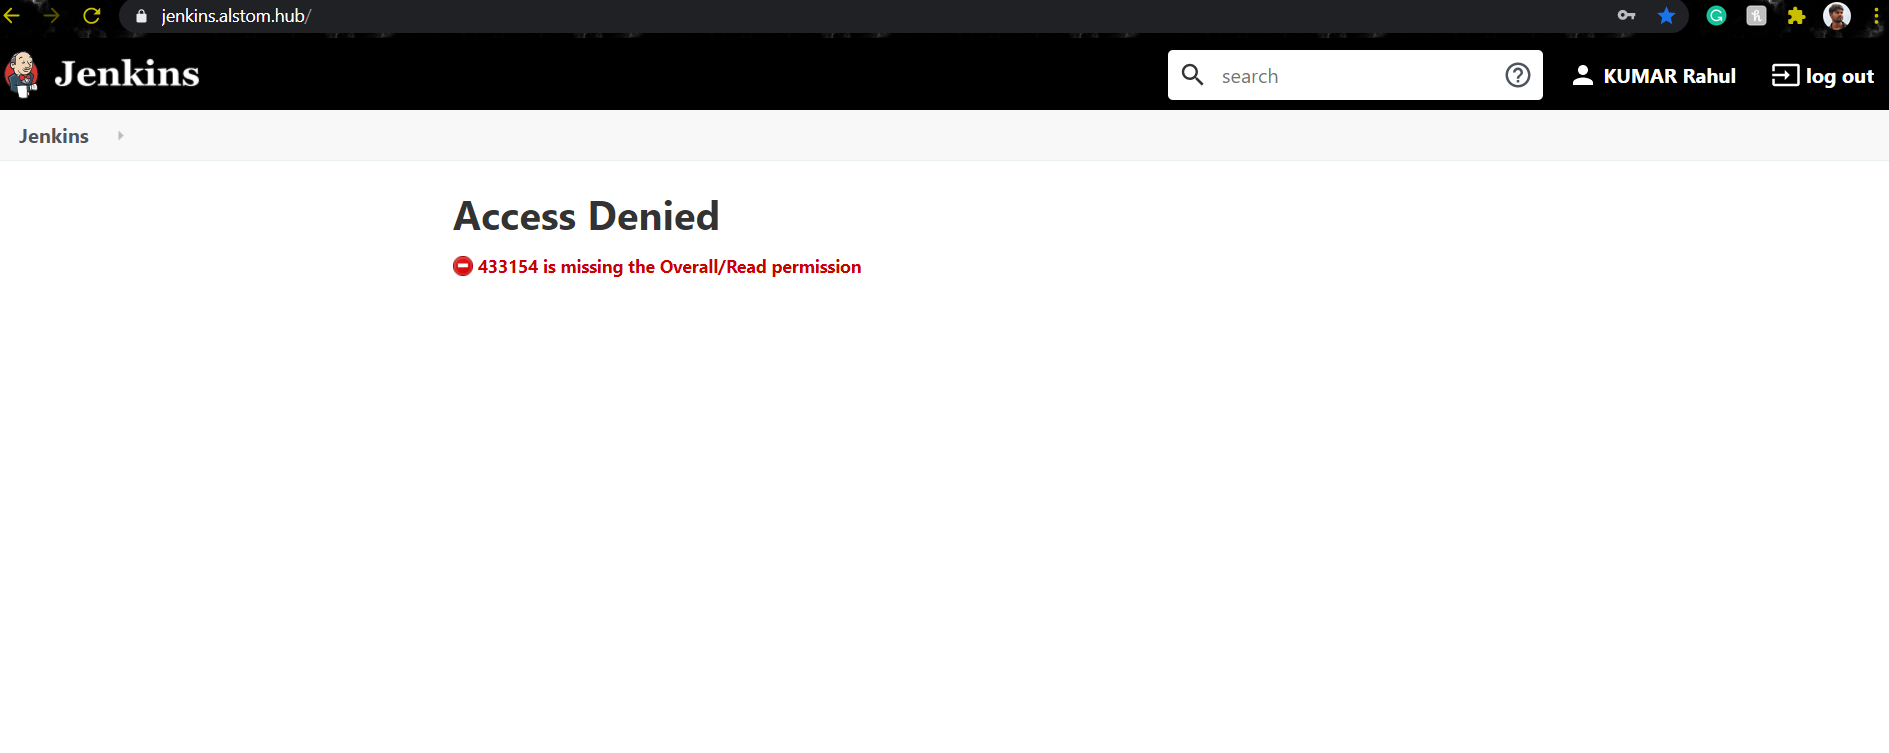 jenkins.alstom.hub/
Jenkins
search
KUMAR Rahul
log out
Jenkins
Access Denied
433154 is missing the Overall/Read permission